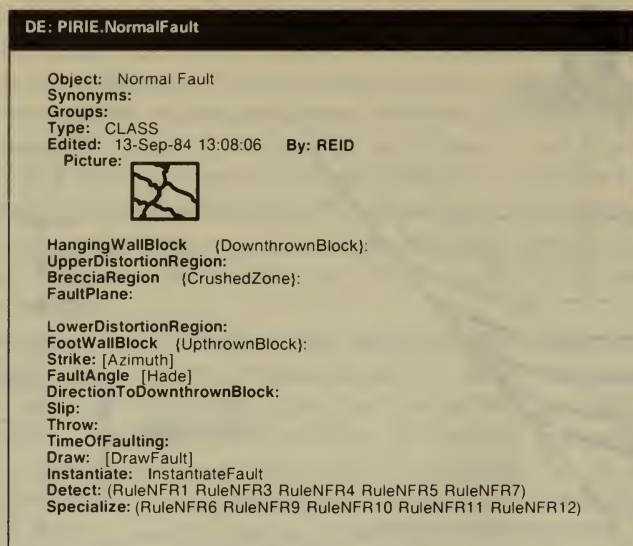 DE: PIRIE.NormalFault
Object: Normal Fault
Synonyms:
Groups:
Type: CLASS
Edited: 13-Sep-84 13:08:06 By: REID
Picture:
HangingWallBlock {DownthrownBlock}:
UpperDistortionRegion:
BrecciaRegion {CrushedZone}:
FaultPlane:
LowerDistortionRegion:
FootWallBlock {UpthrownBlock}:
Strike: [Azimuth]
FaultAngle [Hade]
DirectionToDownthrownBlock:
Slip:
Throw:
TimeOfFaulting:
Draw: [DrawFault]
Instantiate: InstantiateFault
Detect: (RuleNFR1 RuleNFR3 RuleNFR4 RuleNFR5 RuleNFR7)
Specialize: (RuleNFR6 RuleNFR9 RuleNFR10 RuleNFR11 RuleNFR12)